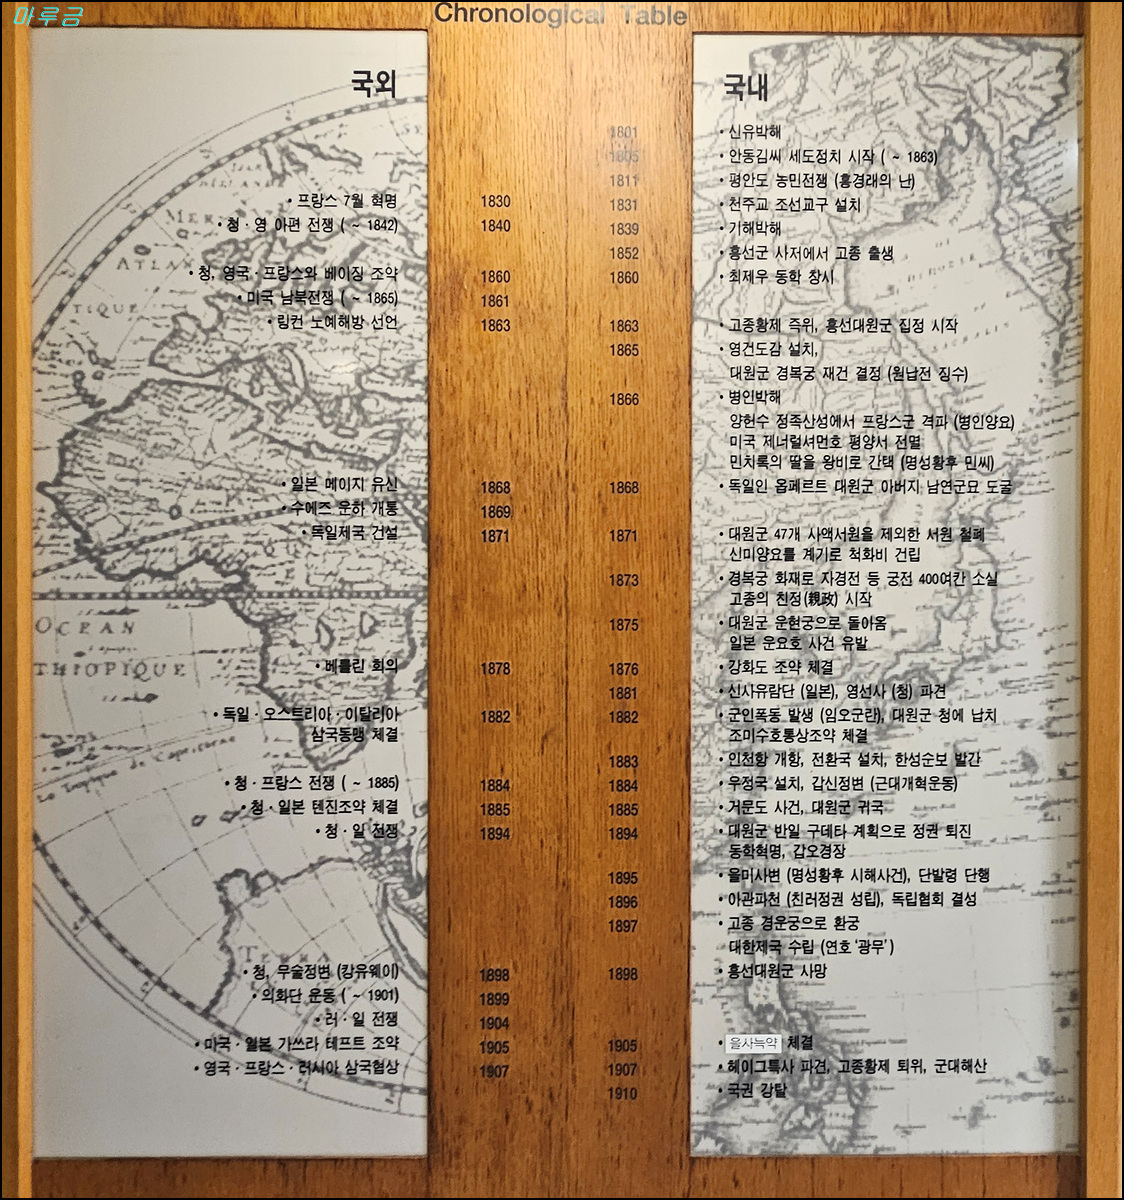 마루금
Chronological Table
국외
• 프랑스 7월 혁명 1830
• 청 · 영 아편 전쟁 ( ~ 1842) 1840
• 청, 영국 · 프랑스와 베이징 조약 1860
• 미국 남북전쟁 ( ~ 1865) 1861
• 링컨 노예해방 선언 1863
• 일본 메이지 유신 1868
• 수에즈 운하 개통 1869
• 독일제국 건설 1871
• 베를린 회의 1878
• 독일 · 오스트리아 · 이탈리아 1882
삼국동맹 체결
• 청 · 프랑스 전쟁 ( ~ 1885) 1884
• 청 · 일본 톈진조약 체결 1885
• 청 · 일 전쟁 1894
• 청, 무술정변 (캉유웨이) 1898
• 의화단 운동 ( ~ 1901) 1899
• 러 · 일 전쟁 1904
• 미국 · 일본 가쓰라 테프트 조약 1905
• 영국 · 프랑스 · 러시아 삼국협상 1907
국내
1801 • 신유박해
1805 • 안동김씨 세도정치 시작 ( ~ 1863)
1811 • 평안도 농민전쟁 (홍경래의 난)
1831 • 천주교 조선교구 설치
1839 • 기해박해
1852 • 흥선군 사저에서 고종 출생
1860 • 최제우 동학 창시
1863 • 고종황제 즉위, 흥선대원군 집정 시작
1865 • 영건도감 설치,
대원군 경복궁 재건 결정 (원납전 징수)
1866 • 병인박해
양헌수 정족산성에서 프랑스군 격파 (병인양요)
미국 제너럴셔먼호 평양서 전멸
민치록의 딸을 왕비로 간택 (명성황후 민씨)
1868 • 독일인 옵페르트 대원군 아버지 남연군묘 도굴
1871 • 대원군 47개 사액서원을 제외한 서원 철폐
신미양요를 계기로 척화비 건립
1873 • 경복궁 화재로 자경전 등 궁전 400여칸 소실
고종의 친정(親政) 시작
1875 • 대원군 운현궁으로 돌아옴
일본 운요호 사건 유발
1876 • 강화도 조약 체결
1881 • 신사유람단 (일본), 영선사 (청) 파견
1882 • 군인폭동 발생 (임오군란), 대원군 청에 납치
조미수호통상조약 체결
1883 • 인천항 개항, 전환국 설치, 한성순보 발간
1884 • 우정국 설치, 갑신정변 (근대개혁운동)
1885 • 거문도 사건, 대원군 귀국
1894 • 대원군 반일 구데타 계획으로 정권 퇴진
동학혁명, 갑오경장
1895 • 을미사변 (명성황후 시해사건), 단발령 단행
1896 • 아관파천 (친러정권 성립), 독립협회 결성
1897 • 고종 경운궁으로 환궁
대한제국 수립 (연호 '광무')
1898 • 흥선대원군 사망
1905 • 을사늑약 체결
1907 • 헤이그특사 파견, 고종황제 퇴위, 군대해산
1910 • 국권 강탈
OCEAN
THIOPIQUE